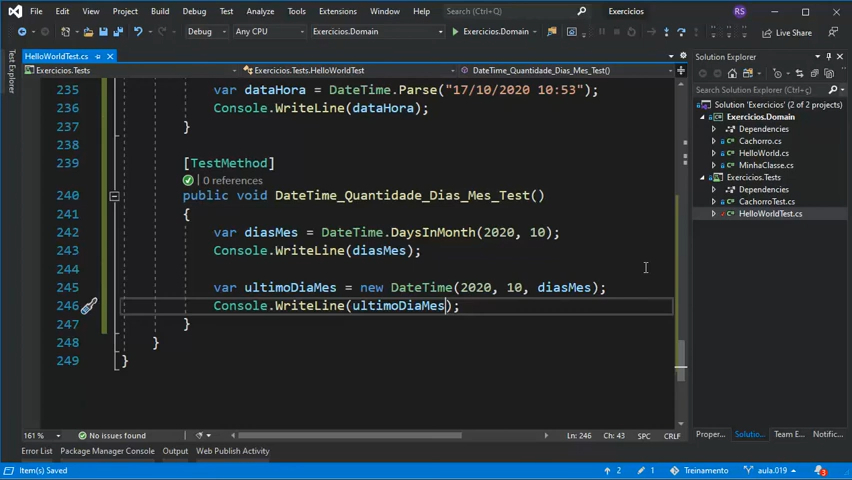 File Edit View Project Build Debug Test Analyze Tools Extensions Window Help Search (Ctrl+Q) Exercicios RS
Debug Any CPU Exercicios.Domain Exercicios.Domain Live Share
Test Explorer
HelloWorldTest.cs
Exercicios.Tests Exercicios.Tests.HelloWorldTest DateTime_Quantidade_Dias_Mes_Test()
235 var dataHora = DateTime.Parse("17/10/2020 10:53");
236 Console.WriteLine(dataHora);
237 }
238
239 [TestMethod]
0 references
240 public void DateTime_Quantidade_Dias_Mes_Test()
241 {
242 var diasMes = DateTime.DaysInMonth(2020, 10);
243 Console.WriteLine(diasMes);
244
245 var ultimoDiaMes = new DateTime(2020, 10, diasMes);
246 Console.WriteLine(ultimoDiaMes);
247 }
248 }
249 }
161 % No issues found Ln: 246 Ch: 43 SPC CRLF
Solution Explorer
Search Solution Explorer (Ctrl+ç)
Solution 'Exercicios' (2 of 2 projects)
Exercicios.Domain
Dependencies
Cachorro.cs
HelloWorld.cs
MinhaClasse.cs
Exercicios.Tests
Dependencies
CachorroTest.cs
HelloWorldTest.cs
Proper... Solutio... Team E... Notific...
Error List Package Manager Console Output Web Publish Activity
Item(s) Saved 2 1 Treinamento aula.019 3